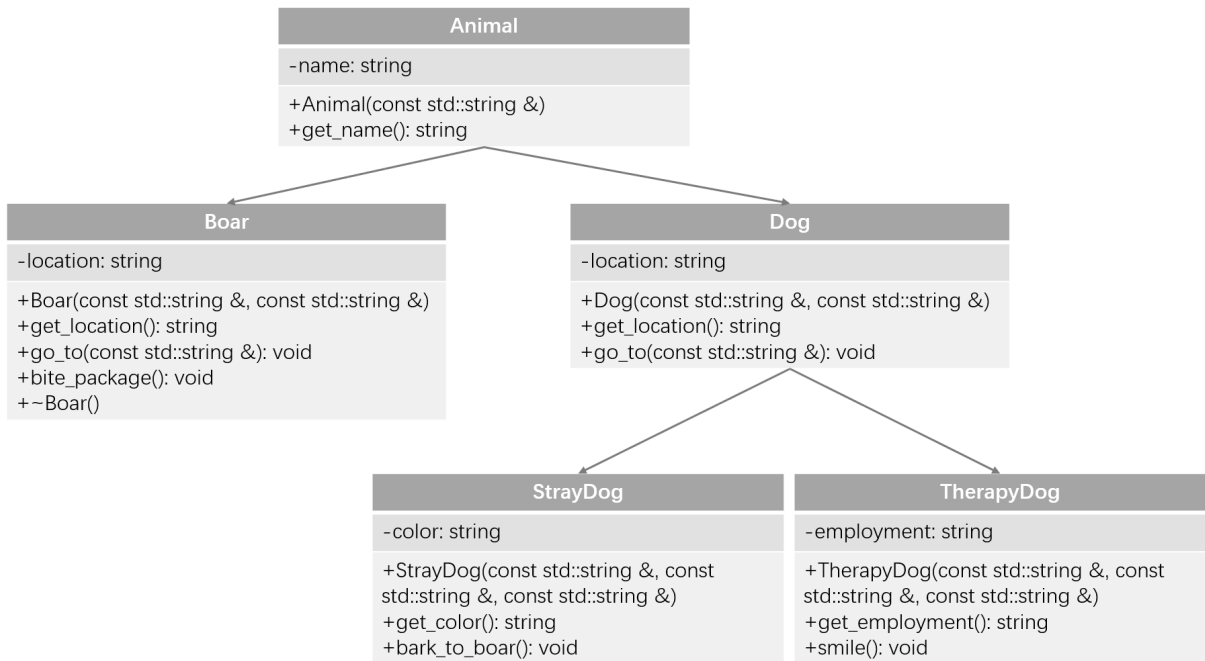 Animal
-name: string
+Animal(const std::string &)
+get_name(): string
Boar
-location: string
+Boar(const std::string &, const std::string &)
+get_location(): string
+go_to(const std::string &): void
+bite_package(): void
+~Boar()
Dog
-location: string
+Dog(const std::string &, const std::string &)
+get_location(): string
+go_to(const std::string &): void
StrayDog
-color: string
+StrayDog(const std::string &, const
std::string &, const std::string &)
+get_color(): string
+bark_to_boar(): void
TherapyDog
-employment: string
+TherapyDog(const std::string &, const
std::string &, const std::string &)
+get_employment(): string
+smile(): void